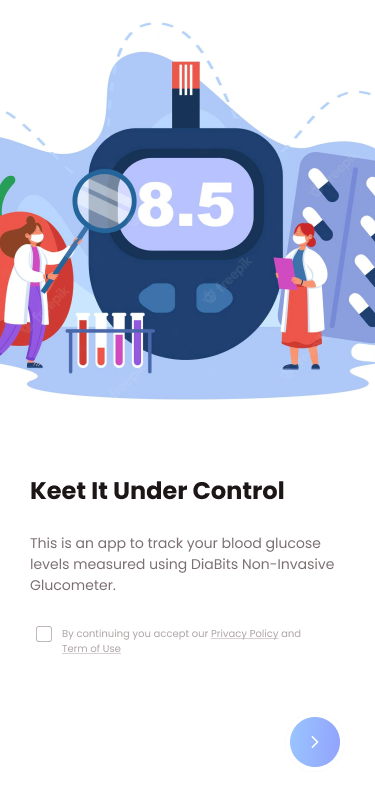 8.5
freepik
Keet It Under Control
This is an app to track your blood glucose
levels measured using DiaBits Non-Invasive
Glucometer.
By continuing you accept our Privacy Policy and
Term of Use